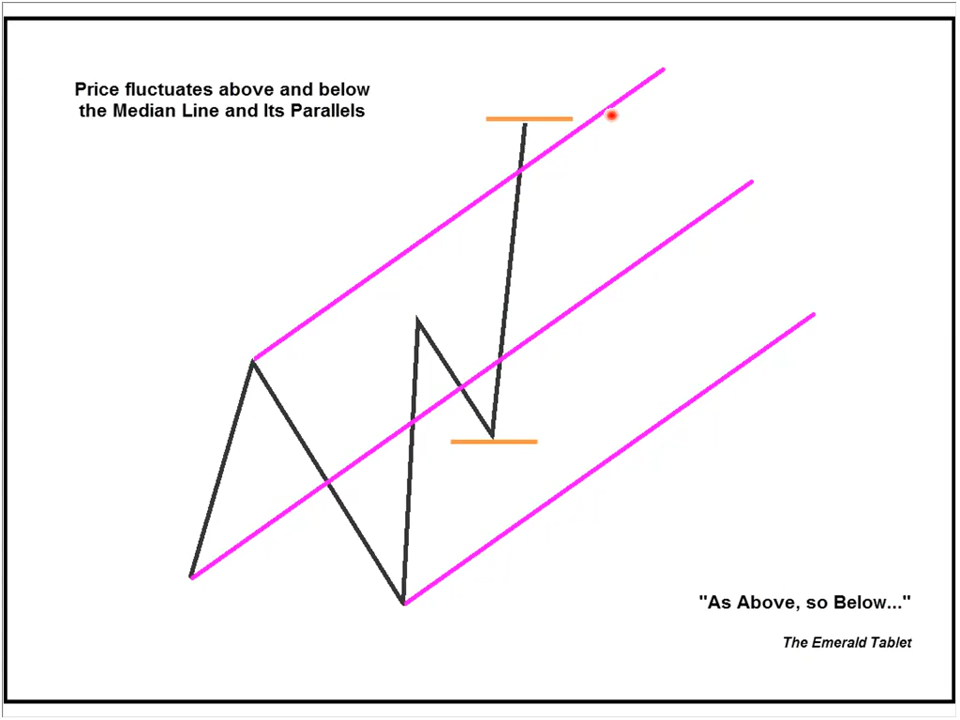 Price fluctuates above and below
the Median Line and Its Parallels
"As Above, so Below..."
The Emerald Tablet